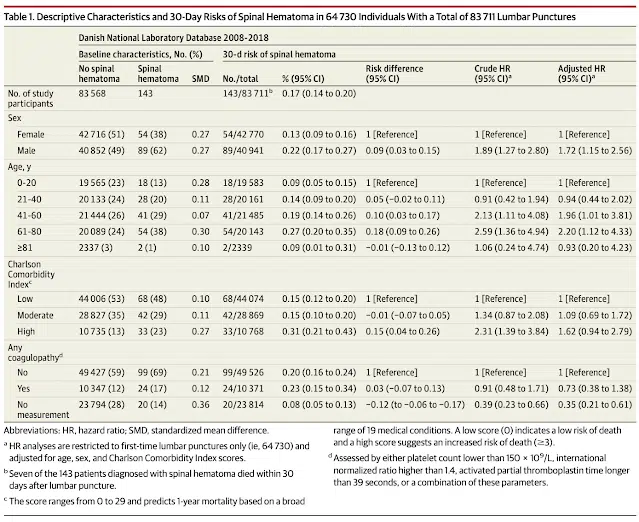 Table 1. Descriptive Characteristics and 30-Day Risks of Spinal Hematoma in 64 730 Individuals With a Total of 83 711 Lumbar Punctures
Danish National Laboratory Database 2008-2018
Baseline characteristics, No. (%) 30-d risk of spinal hematoma
No spinal hematoma Spinal hematoma SMD No./total % (95% CI) Risk difference (95% CI) Crude HR (95% CI)a Adjusted HR (95% CI)a
No. of study participants 83 568 143 143/83 711b 0.17 (0.14 to 0.20)
Sex
Female 42 716 (51) 54 (38) 0.27 54/42 770 0.13 (0.09 to 0.16) 1 [Reference] 1 [Reference] 1 [Reference]
Male 40 852 (49) 89 (62) 0.27 89/40 941 0.22 (0.17 to 0.27) 0.09 (0.03 to 0.15) 1.89 (1.27 to 2.80) 1.72 (1.15 to 2.56)
Age, y
0-20 19 565 (23) 18 (13) 0.28 18/19 583 0.09 (0.05 to 0.15) 1 [Reference] 1 [Reference] 1 [Reference]
21-40 20 133 (24) 28 (20) 0.11 28/20 161 0.14 (0.09 to 0.20) 0.05 (−0.02 to 0.11) 0.91 (0.42 to 1.94) 0.94 (0.44 to 2.02)
41-60 21 444 (26) 41 (29) 0.07 41/21 485 0.19 (0.14 to 0.26) 0.10 (0.03 to 0.17) 2.13 (1.11 to 4.08) 1.96 (1.01 to 3.81)
61-80 20 089 (24) 54 (38) 0.30 54/20 143 0.27 (0.20 to 0.35) 0.18 (0.09 to 0.26) 2.59 (1.36 to 4.94) 2.20 (1.12 to 4.33)
≥81 2337 (3) 2 (1) 0.10 2/2339 0.09 (0.01 to 0.31) −0.01 (−0.13 to 0.12) 1.06 (0.24 to 4.74) 0.93 (0.20 to 4.23)
Charlson Comorbidity Indexc
Low 44 006 (53) 68 (48) 0.10 68/44 074 0.15 (0.12 to 0.20) 1 [Reference] 1 [Reference] 1 [Reference]
Moderate 28 827 (35) 42 (29) 0.11 42/28 869 0.15 (0.10 to 0.20) −0.01 (−0.07 to 0.05) 1.34 (0.87 to 2.08) 1.09 (0.69 to 1.72)
High 10 735 (13) 33 (23) 0.27 33/10 768 0.31 (0.21 to 0.43) 0.15 (0.04 to 0.26) 2.31 (1.39 to 3.84) 1.62 (0.94 to 2.79)
Any coagulopathyd
No 49 427 (59) 99 (69) 0.21 99/49 526 0.20 (0.16 to 0.24) 1 [Reference] 1 [Reference] 1 [Reference]
Yes 10 347 (12) 24 (17) 0.12 24/10 371 0.23 (0.15 to 0.34) 0.03 (−0.07 to 0.13) 0.91 (0.48 to 1.71) 0.73 (0.38 to 1.38)
No measurement 23 794 (28) 20 (14) 0.36 20/23 814 0.08 (0.05 to 0.13) −0.12 (to −0.06 to −0.17) 0.39 (0.23 to 0.66) 0.35 (0.21 to 0.61)
Abbreviations: HR, hazard ratio; SMD, standardized mean difference.
a HR analyses are restricted to first-time lumbar punctures only (ie, 64 730) and
adjusted for age, sex, and Charlson Comorbidity Index scores.
b Seven of the 143 patients diagnosed with spinal hematoma died within 30
days after lumbar puncture.
c The score ranges from 0 to 29 and predicts 1-year mortality based on a broad
range of 19 medical conditions. A low score (0) indicates a low risk of death
and a high score suggests an increased risk of death (≥3).
d Assessed by either platelet count lower than 150 × 10⁹/L, international
normalized ratio higher than 1.4, activated partial thromboplastin time longer
than 39 seconds, or a combination of these parameters.